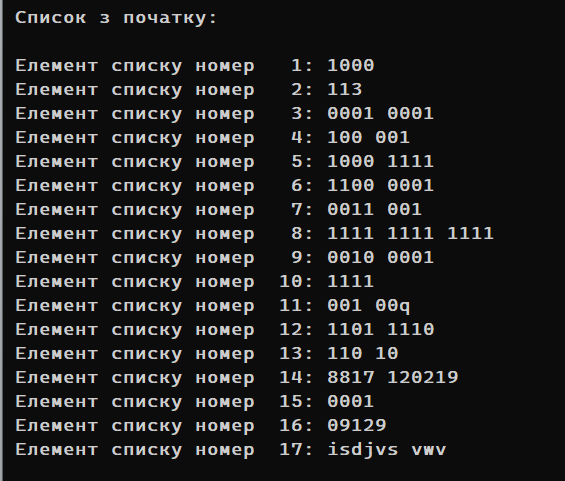 Список з початку:
Елемент списку номер   1: 1000
Елемент списку номер   2: 113
Елемент списку номер   3: 0001 0001
Елемент списку номер   4: 100 001
Елемент списку номер   5: 1000 1111
Елемент списку номер   6: 1100 0001
Елемент списку номер   7: 0011 001
Елемент списку номер   8: 1111 1111 1111
Елемент списку номер   9: 0010 0001
Елемент списку номер  10: 1111
Елемент списку номер  11: 001 00q
Елемент списку номер  12: 1101 1110
Елемент списку номер  13: 110 10
Елемент списку номер  14: 8817 120219
Елемент списку номер  15: 0001
Елемент списку номер  16: 09129
Елемент списку номер  17: isdjvs vwv